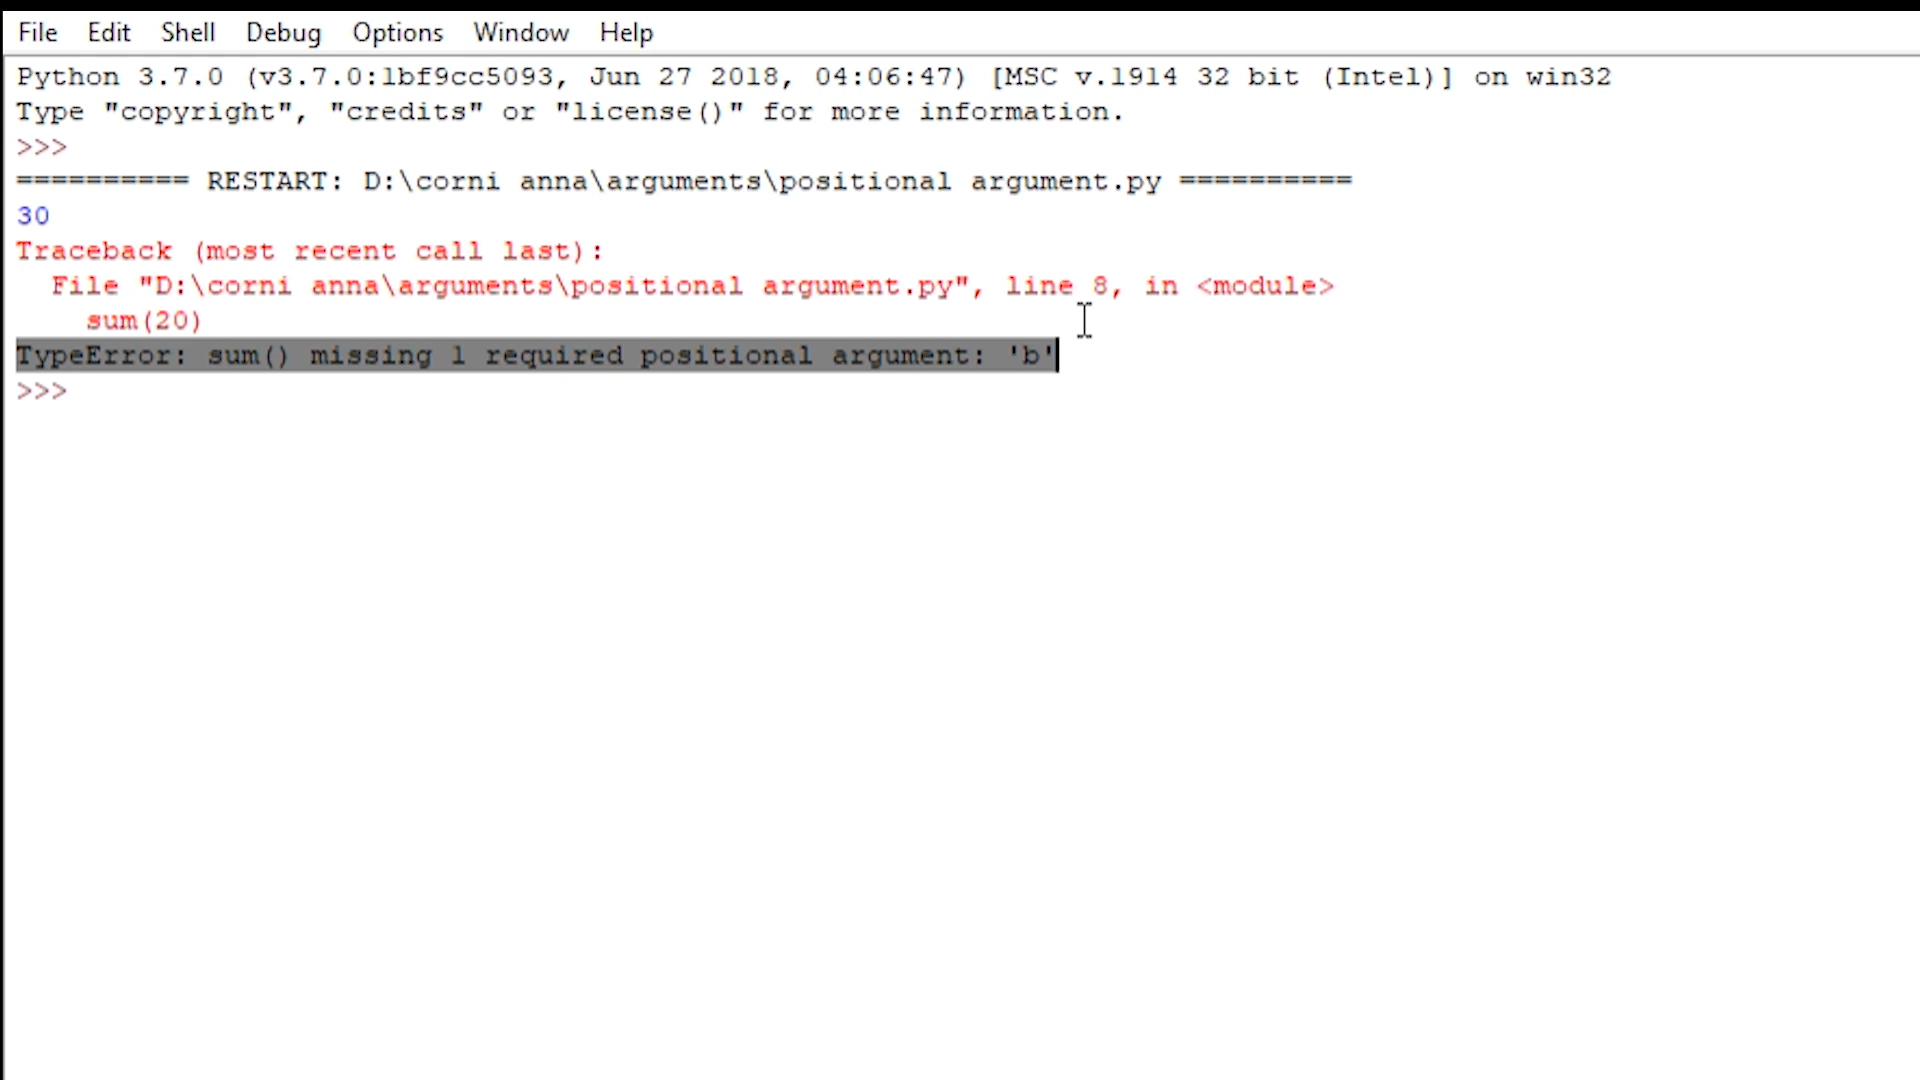 File Edit Shell Debug Options Window Help
Python 3.7.0 (v3.7.0:1bf9cc5093, Jun 27 2018, 04:06:47) [MSC v.1914 32 bit (Intel)] on win32
Type "copyright", "credits" or "license()" for more information.
>>>
========== RESTART: D:\corni anna\arguments\positional argument.py ==========
30
Traceback (most recent call last):
  File "D:\corni anna\arguments\positional argument.py", line 8, in <module>
    sum(20)
TypeError: sum() missing 1 required positional argument: 'b'
>>>